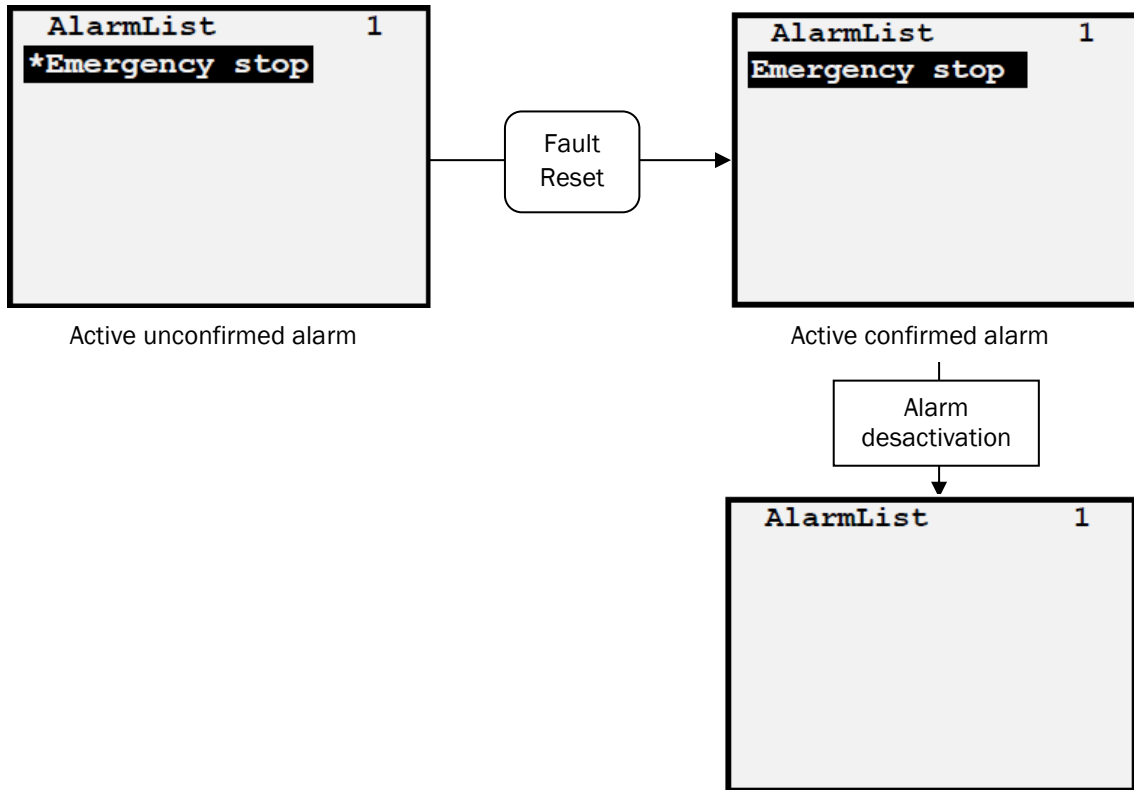 AlarmList 1
*Emergency stop
Active unconfirmed alarm
Fault
Reset
AlarmList 1
Emergency stop
Active confirmed alarm
Alarm
desactivation
AlarmList 1